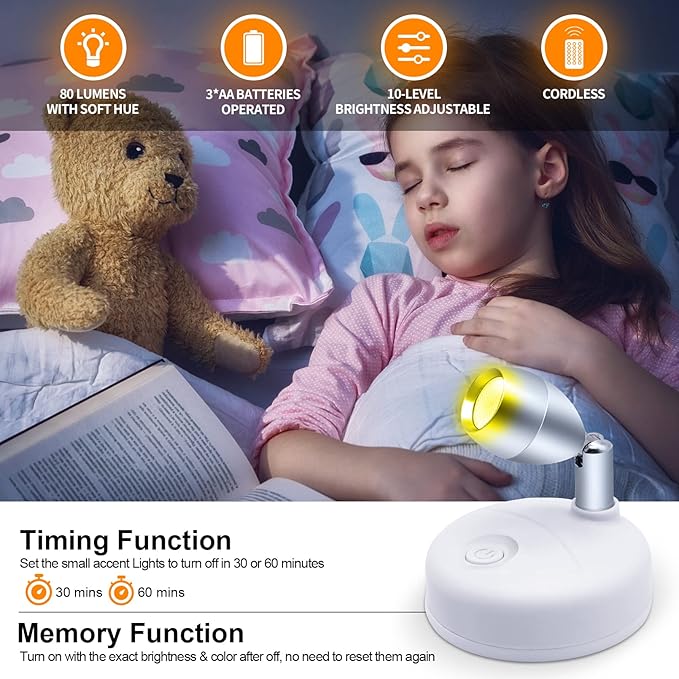 80 LUMENS
WITH SOFT HUE
3*AA BATTERIES
OPERATED
10-LEVEL
BRIGHTNESS ADJUSTABLE
CORDLESS
Timing Function
Set the small accent Lights to turn off in 30 or 60 minutes
30 mins 60 mins
Memory Function
Turn on with the exact brightness & color after off, no need to reset them again